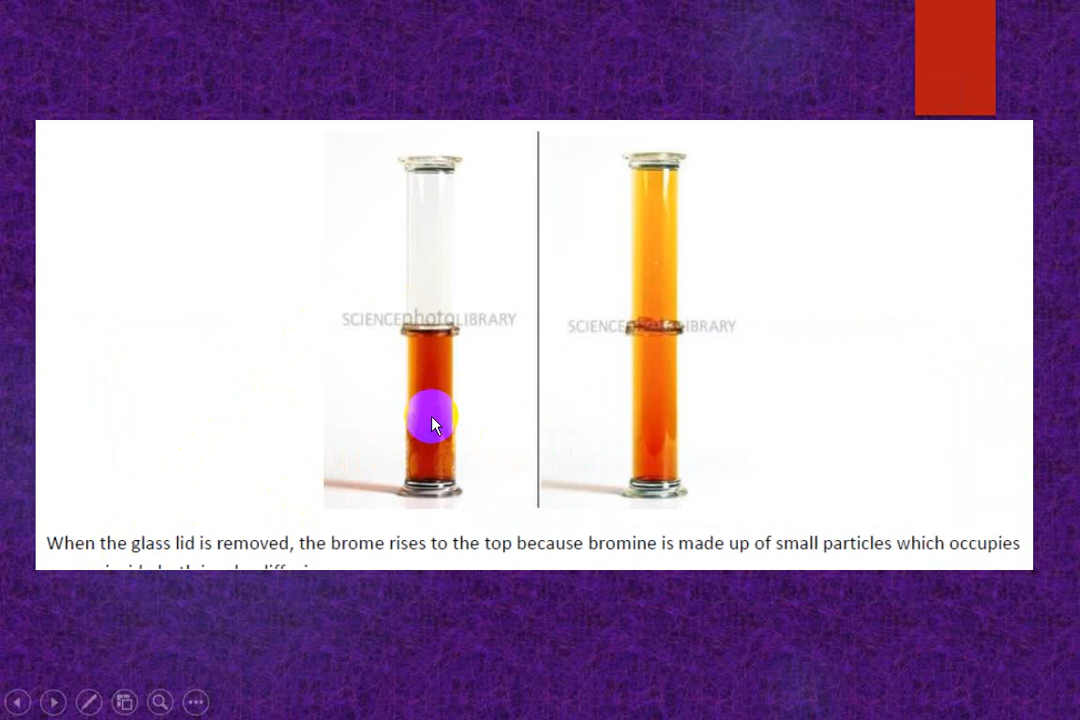 SCIENCEphotoLIBRARY
SCIENCEphotoLIBRARY
When the glass lid is removed, the brome rises to the top because bromine is made up of small particles which occupies